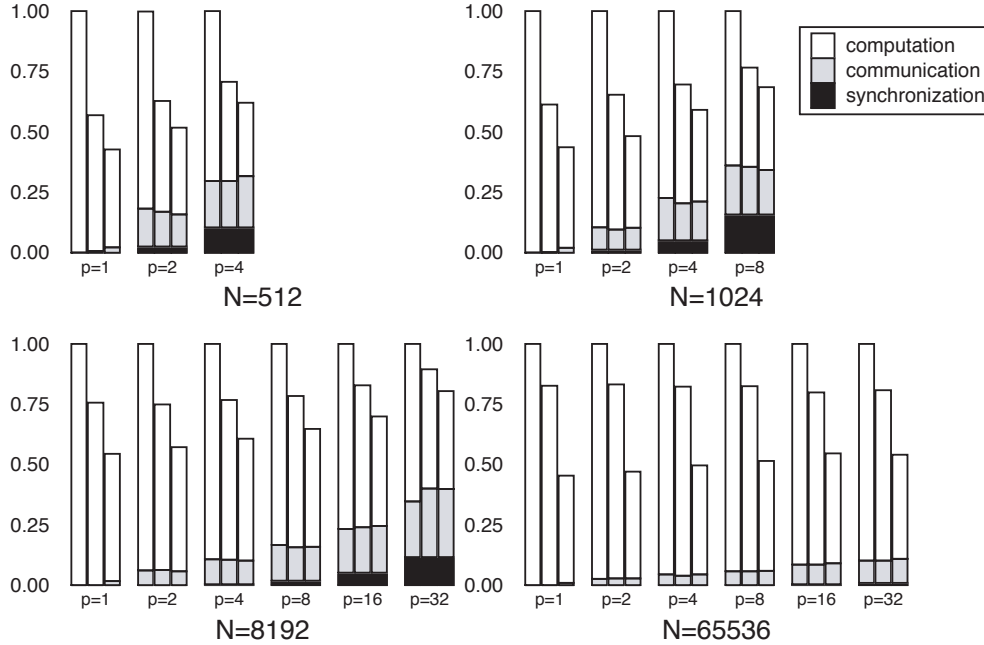 1.00
0.75
0.50
0.25
0.00
p=1 p=2 p=4
N=512
1.00
0.75
0.50
0.25
0.00
p=1 p=2 p=4 p=8
N=1024
computation
communication
synchronization
1.00
0.75
0.50
0.25
0.00
p=1 p=2 p=4 p=8 p=16 p=32
N=8192
1.00
0.75
0.50
0.25
0.00
p=1 p=2 p=4 p=8 p=16 p=32
N=65536